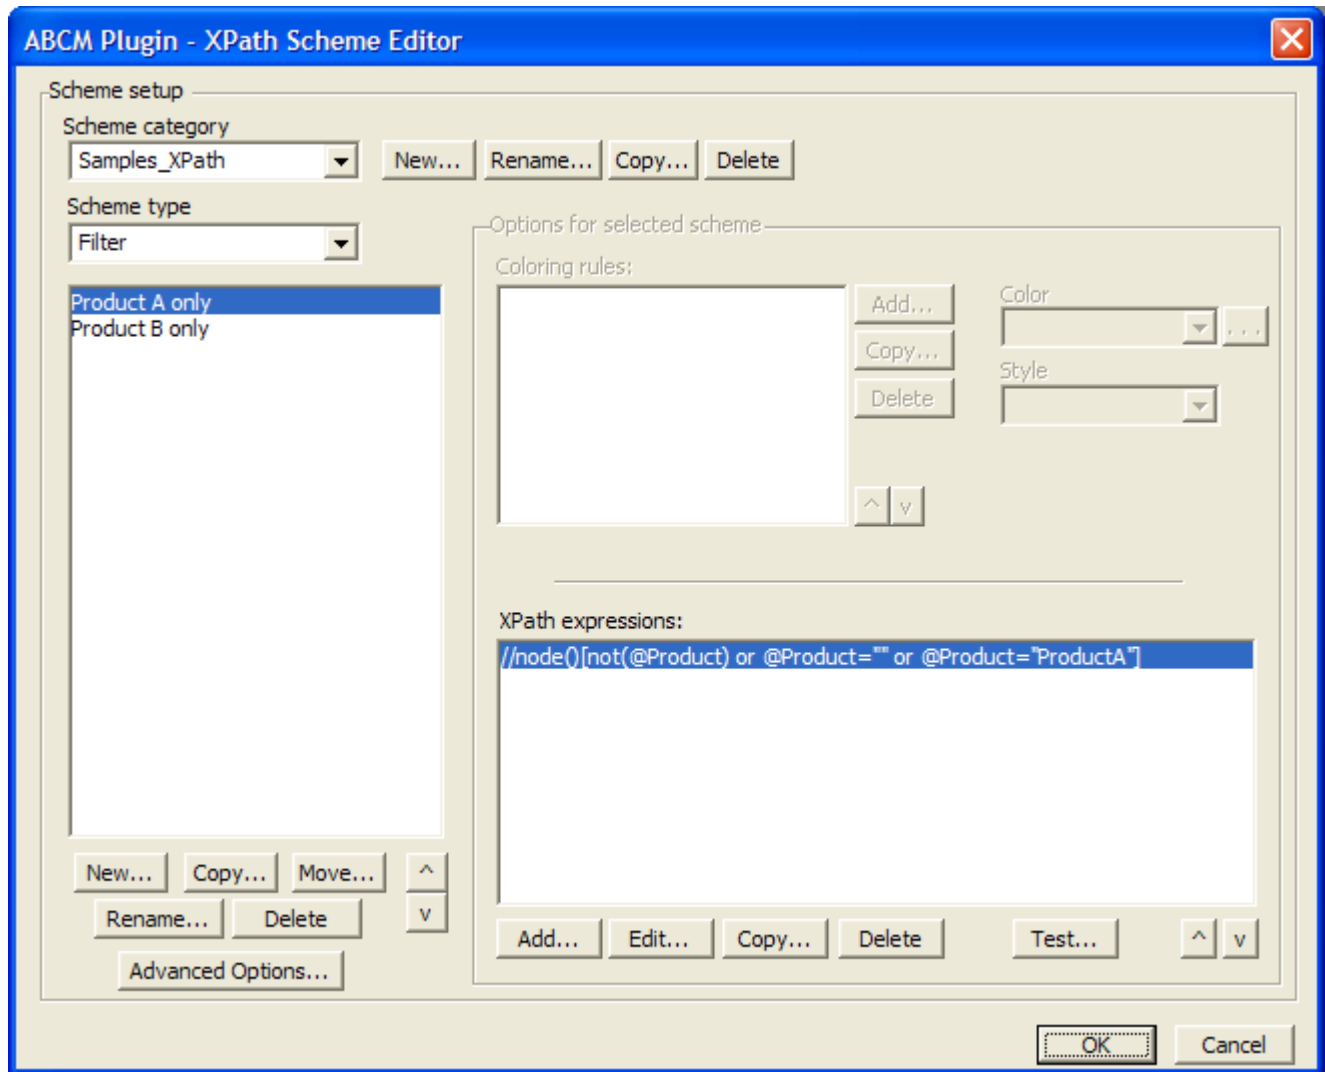 ABCM Plugin - XPath Scheme Editor
Scheme setup
Scheme category
Samples_XPath
New... Rename... Copy... Delete
Scheme type
Filter
Product A only
Product B only
New... Copy... Move... ^
Rename... Delete v
Advanced Options...
Options for selected scheme
Coloring rules:
Add...
Copy...
Delete
^ v
Color
...
Style
XPath expressions:
//node()[not(@Product) or @Product="" or @Product="ProductA"]
Add... Edit... Copy... Delete Test... ^ v
OK Cancel